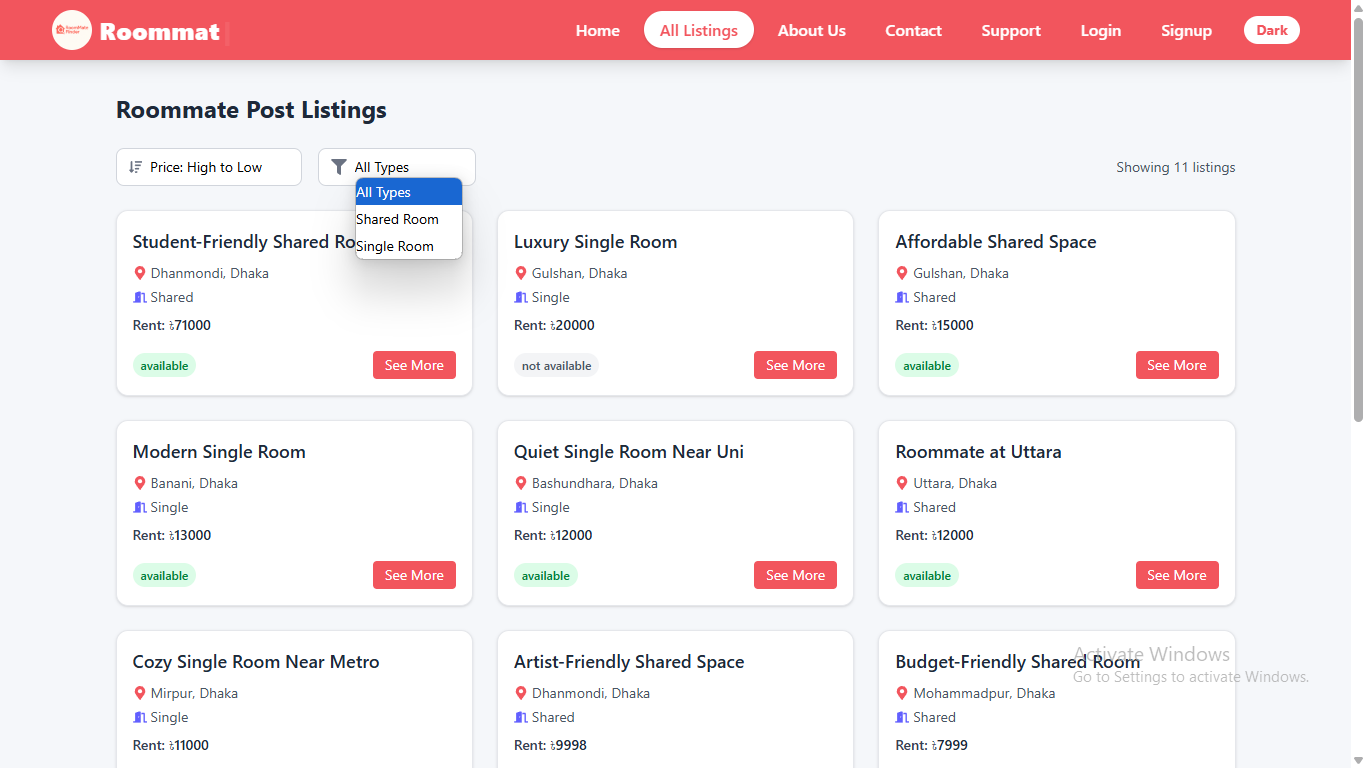 Roommat
Home
All Listings
About Us
Contact
Support
Login
Signup
Dark
Roommate Post Listings
Price: High to Low
All Types
Showing 11 listings
All Types
Shared Room
Single Room
Student-Friendly Shared Ro
Dhanmondi, Dhaka
Shared
Rent: ৳71000
available
See More
Luxury Single Room
Gulshan, Dhaka
Single
Rent: ৳20000
not available
See More
Affordable Shared Space
Gulshan, Dhaka
Shared
Rent: ৳15000
available
See More
Modern Single Room
Banani, Dhaka
Single
Rent: ৳13000
available
See More
Quiet Single Room Near Uni
Bashundhara, Dhaka
Single
Rent: ৳12000
available
See More
Roommate at Uttara
Uttara, Dhaka
Shared
Rent: ৳12000
available
See More
Cozy Single Room Near Metro
Mirpur, Dhaka
Single
Rent: ৳11000
Artist-Friendly Shared Space
Dhanmondi, Dhaka
Shared
Rent: ৳9998
Budget-Friendly Shared Room
Mohammadpur, Dhaka
Shared
Rent: ৳7999
Activate Windows
Go to Settings to activate Windows.